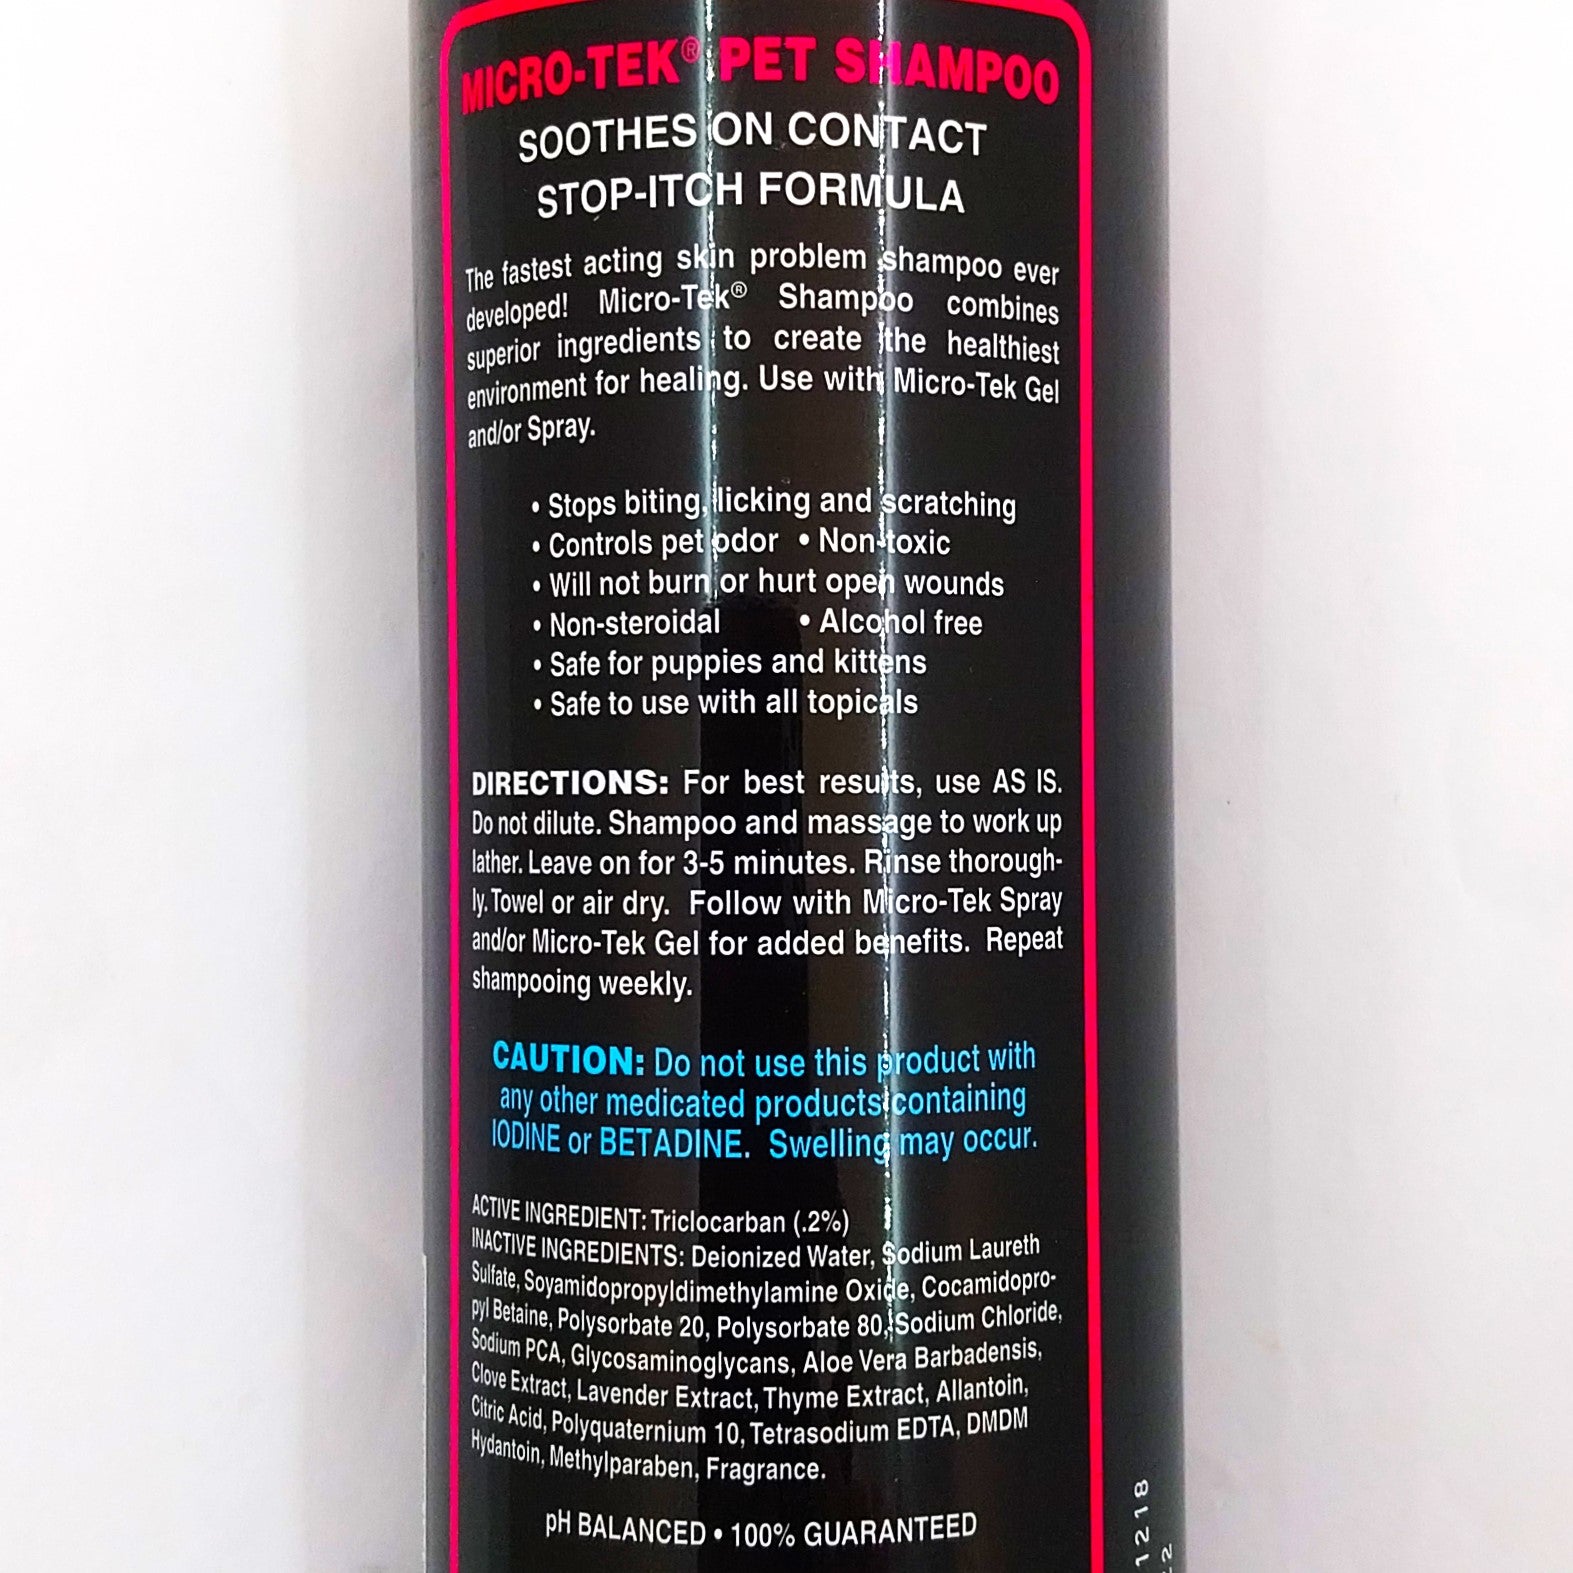 MICRO-TEK® PET SHAMPOO
SOOTHES ON CONTACT
STOP-ITCH FORMULA
The fastest acting skin problem shampoo ever
developed! Micro-Tek® Shampoo combines
superior ingredients to create the healthiest
environment for healing. Use with Micro-Tek Gel
and/or Spray.
• Stops biting, licking and scratching
• Controls pet odor • Non-toxic
• Will not burn or hurt open wounds
• Non-steroidal • Alcohol free
• Safe for puppies and kittens
• Safe to use with all topicals
DIRECTIONS: For best results, use AS IS.
Do not dilute. Shampoo and massage to work up
lather. Leave on for 3-5 minutes. Rinse thorough-
ly. Towel or air dry. Follow with Micro-Tek Spray
and/or Micro-Tek Gel for added benefits. Repeat
shampooing weekly.
CAUTION: Do not use this product with
any other medicated products containing
IODINE or BETADINE. Swelling may occur.
ACTIVE INGREDIENT: Triclocarban (.2%)
INACTIVE INGREDIENTS: Deionized Water, Sodium Laureth
Sulfate, Soyamidopropyldimethylamine Oxide, Cocamidopro-
pyl Betaine, Polysorbate 20, Polysorbate 80, Sodium Chloride,
Sodium PCA, Glycosaminoglycans, Aloe Vera Barbadensis,
Clove Extract, Lavender Extract, Thyme Extract, Allantoin,
Citric Acid, Polyquaternium 10, Tetrasodium EDTA, DMDM
Hydantoin, Methylparaben, Fragrance.
pH BALANCED • 100% GUARANTEED
1218